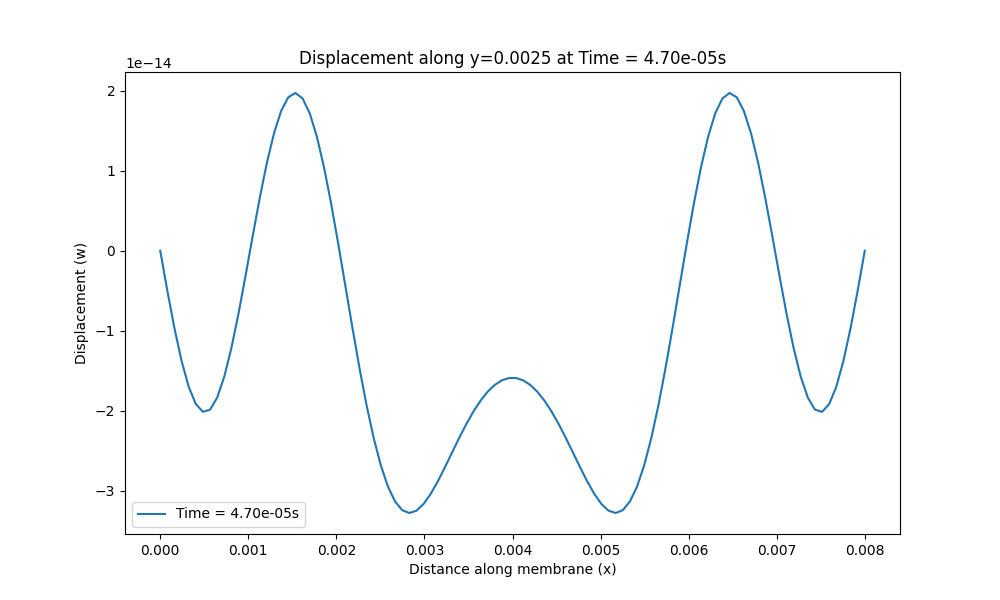 Displacement along y=0.0025 at Time = 4.70e-05s
1e−14
2
1
0
−1
−2
−3
Displacement (w)
Time = 4.70e-05s
0.000 0.001 0.002 0.003 0.004 0.005 0.006 0.007 0.008
Distance along membrane (x)